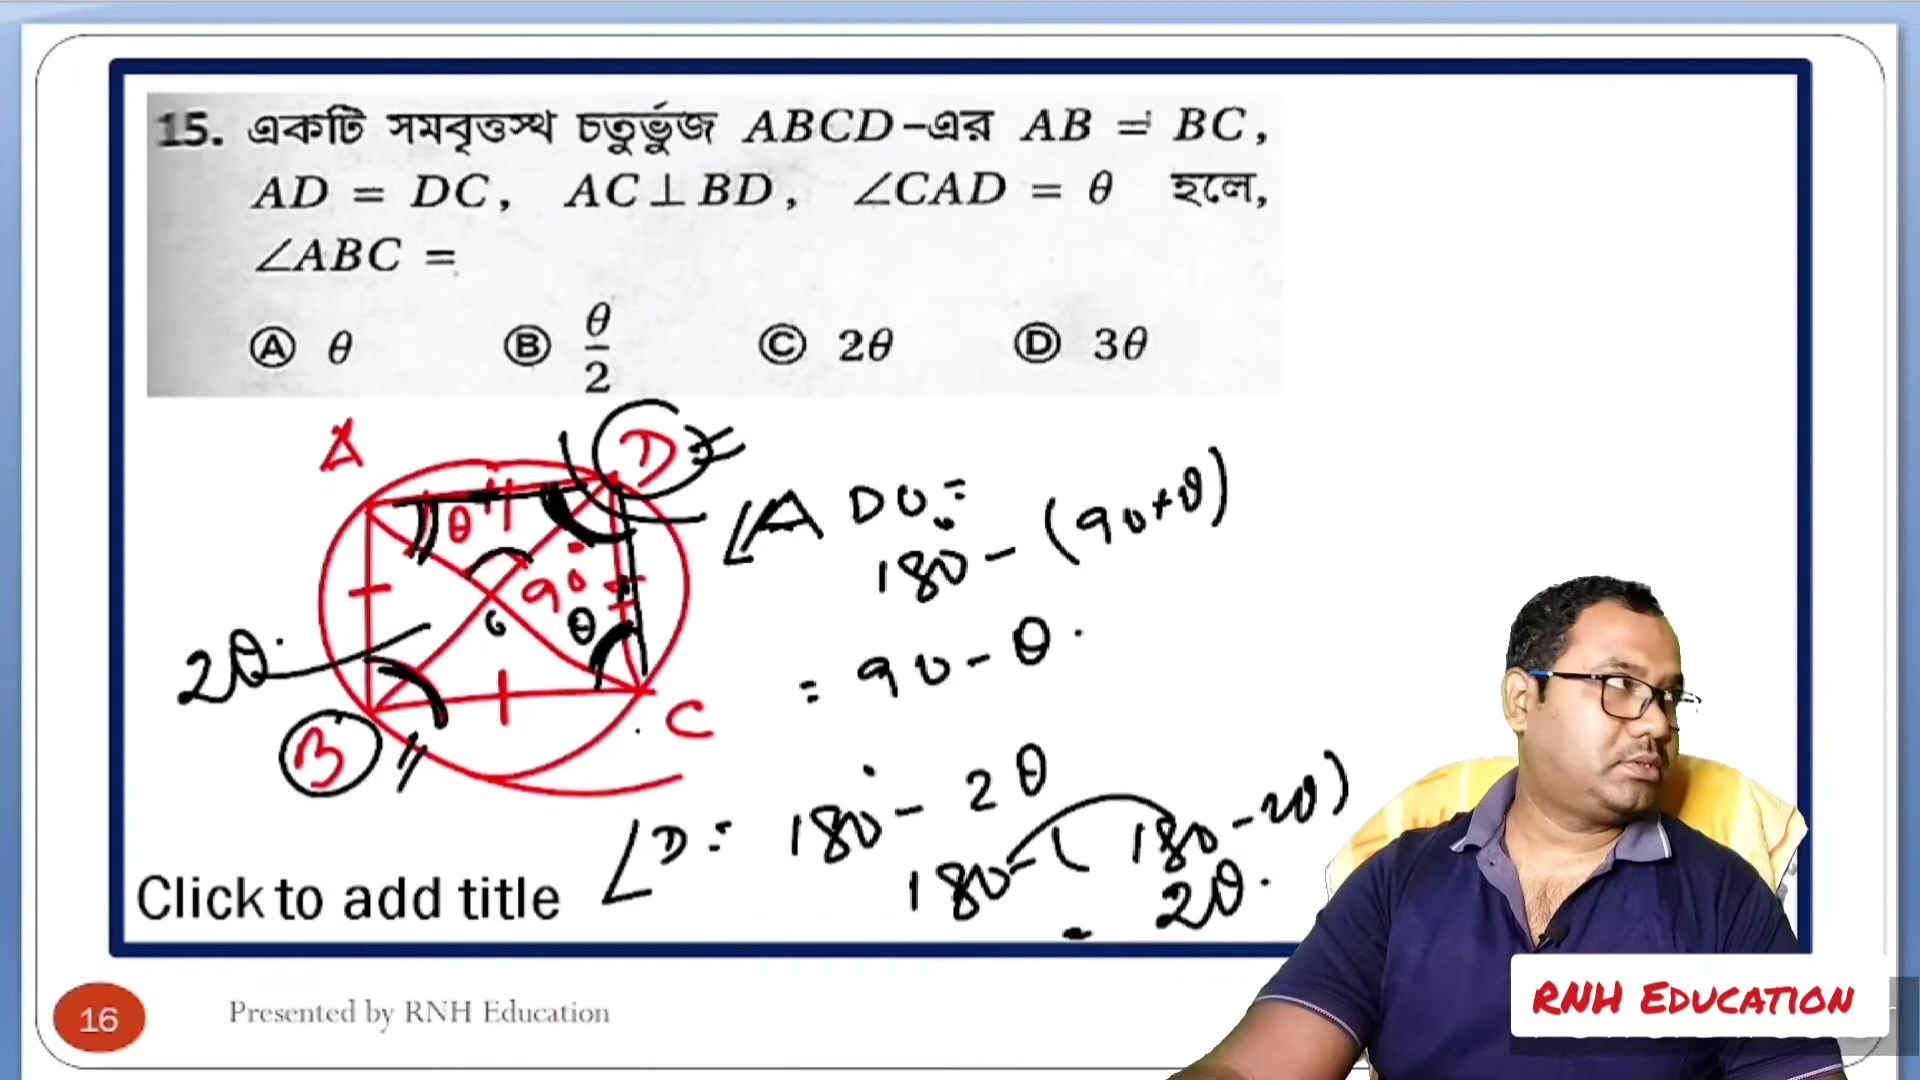 15. একটি সমবৃত্তস্থ চতুর্ভুজ ABCD-এর AB = BC,
AD = DC, AC⊥BD, ∠CAD = θ হলে,
∠ABC =
Ⓐ θ Ⓑ θ/2 Ⓒ 2θ Ⓓ 3θ
A D
θ
90°
θ
2θ
B C
∠ADO =
180 - (90+θ)
= 90 - θ
∠D = 180 - 2θ
180 - (180 - 2θ)
= 2θ
Click to add title
16 Presented by RNH Education
RNH EDUCATION